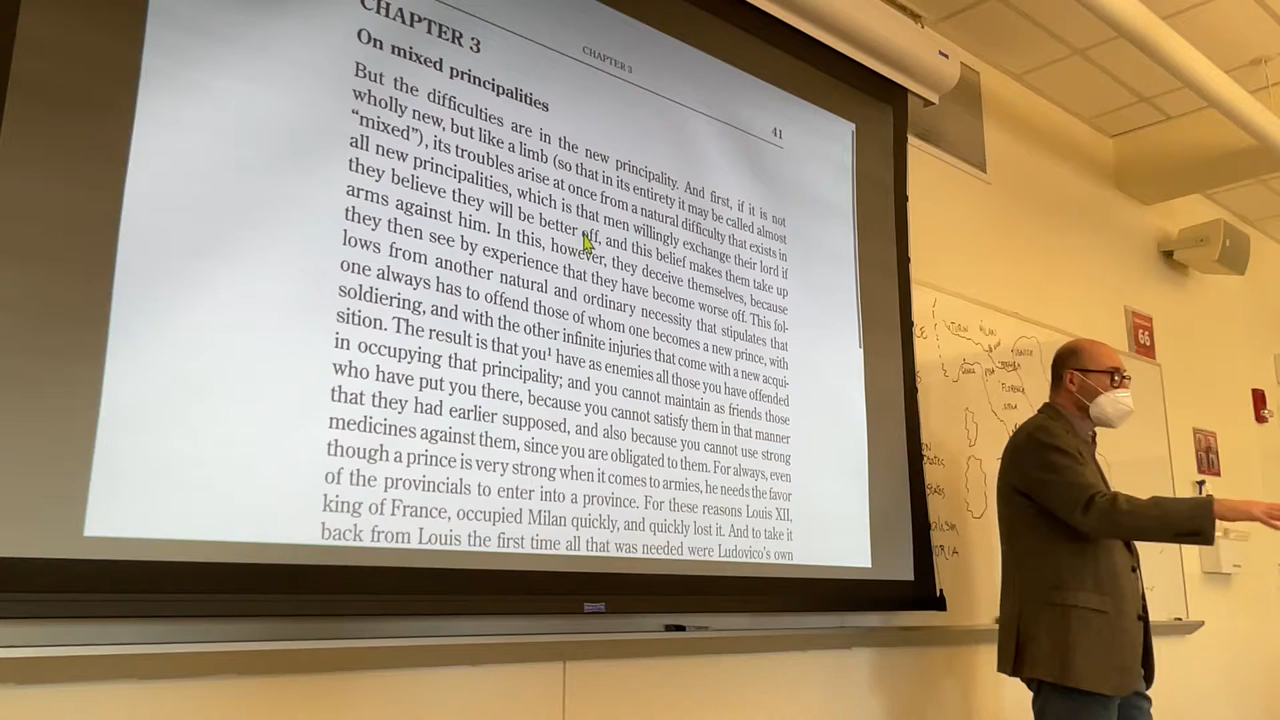 CHAPTER 3
41
CHAPTER 3
On mixed principalities
But the difficulties are in the new principality. And first, if it is not
wholly new, but like a limb (so that in its entirety it may be called almost
“mixed”), its troubles arise at once from a natural difficulty that exists in
all new principalities, which is that men willingly exchange their lord if
they believe they will be better off, and this belief makes them take up
arms against him. In this, however, they deceive themselves, because
they then see by experience that they have become worse off. This fol-
lows from another natural and ordinary necessity that stipulates that
one always has to offend those of whom one becomes a new prince, with
soldiering, and with the other infinite injuries that come with a new acqui-
sition. The result is that you¹ have as enemies all those you have offended
in occupying that principality; and you cannot maintain as friends those
who have put you there, because you cannot satisfy them in that manner
that they had earlier supposed, and also because you cannot use strong
medicines against them, since you are obligated to them. For always, even
though a prince is very strong when it comes to armies, he needs the favor
of the provincials to enter into a province. For these reasons Louis XII,
king of France, occupied Milan quickly, and quickly lost it. And to take it
back from Louis the first time all that was needed were Ludovico’s own
TURIN MILAN
FLORENCE
SIENA
States
66